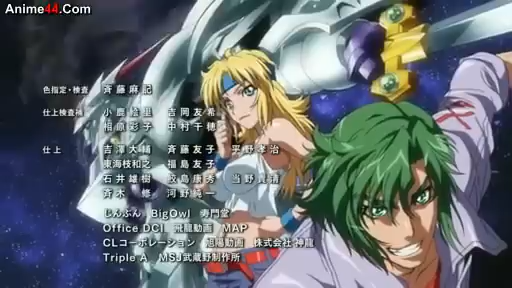 Anime44.Com
色指定・検査 斉藤麻記
仕上検査補 小鹿絵里 吉岡友希
相原彩子 中村千穂
仕上 吉澤大輔 斉藤友子 平野孝治
東海枝和之 福島友子
石井雄樹 鮫島康秀 当野貴清
斉木 修 河野純一
じんぷん BigOwl 寿門堂
Office DCI 飛龍動画 MAP
CLコーポレーション 旭陽動画 株式会社神龍
Triple A MSJ武蔵野制作所